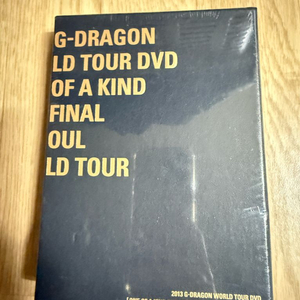 G-DRAGON
LD TOUR DVD
OF A KIND
FINAL
OUL
LD TOUR
2013 G-DRAGON WORLD TOUR DVD